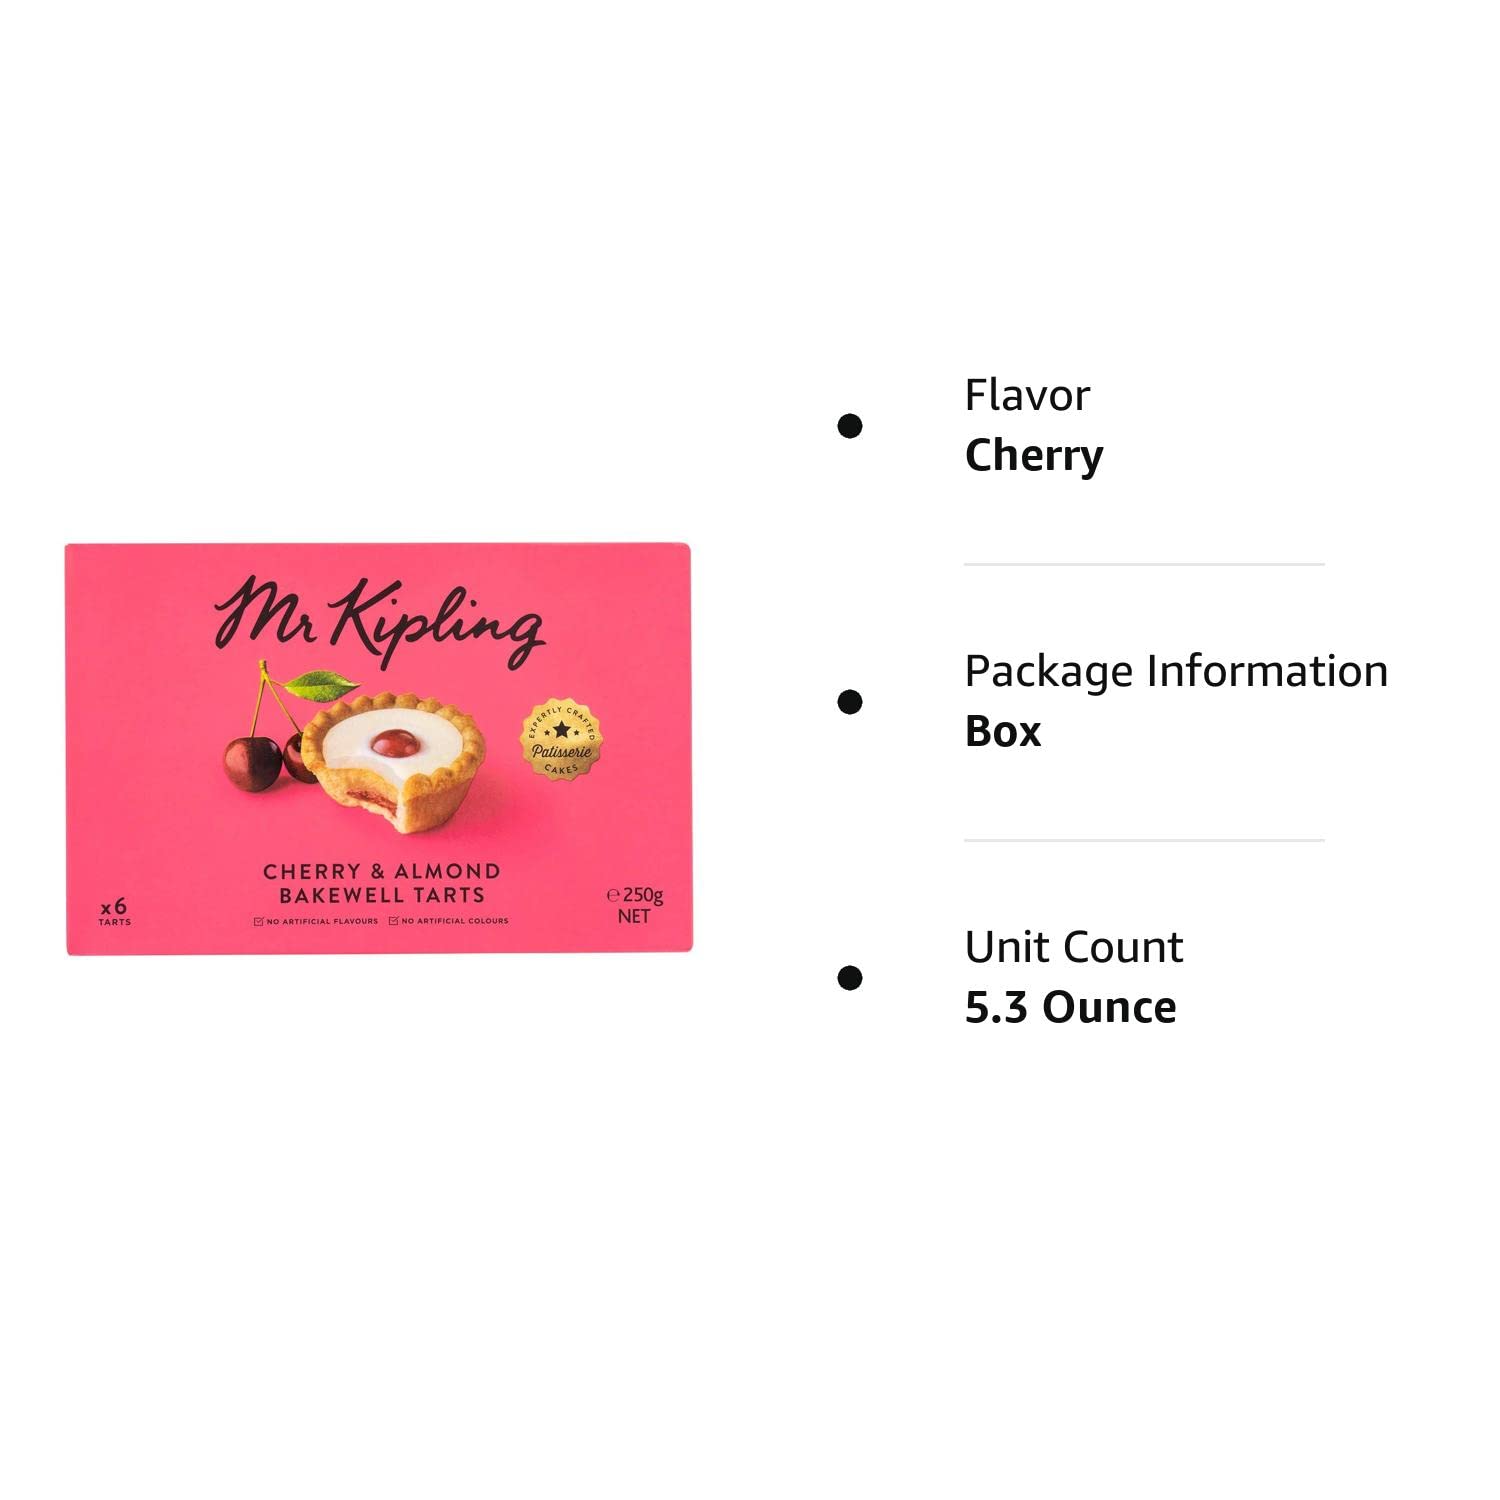 Mr Kipling
EXPERTLY CRAFTED
Patisserie
CAKES
CHERRY & ALMOND
BAKEWELL TARTS
x6
TARTS
NO ARTIFICIAL FLAVOURS NO ARTIFICIAL COLOURS
℮250g
NET
Flavor
Cherry
Package Information
Box
Unit Count
5.3 Ounce